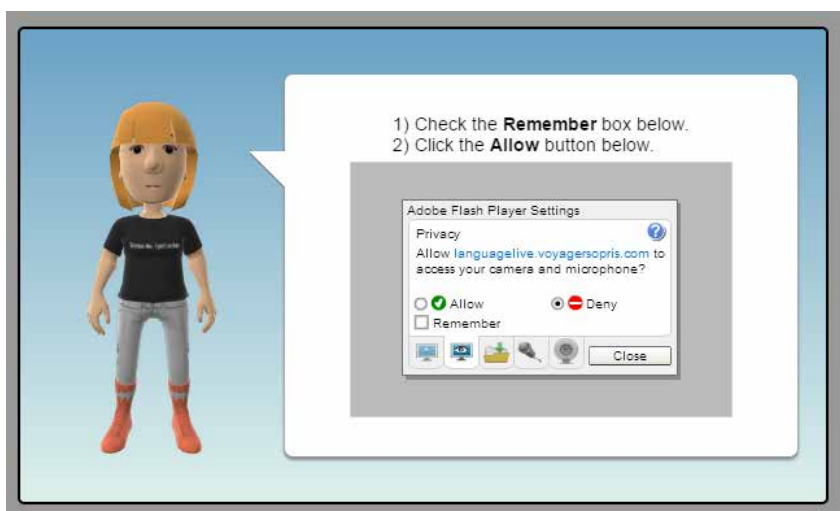 1) Check the Remember box below.
2) Click the Allow button below.
Adobe Flash Player Settings
Privacy
?
Allow languagelive.voyagersopris.com to
access your camera and microphone?
Allow
Deny
Remember
Close